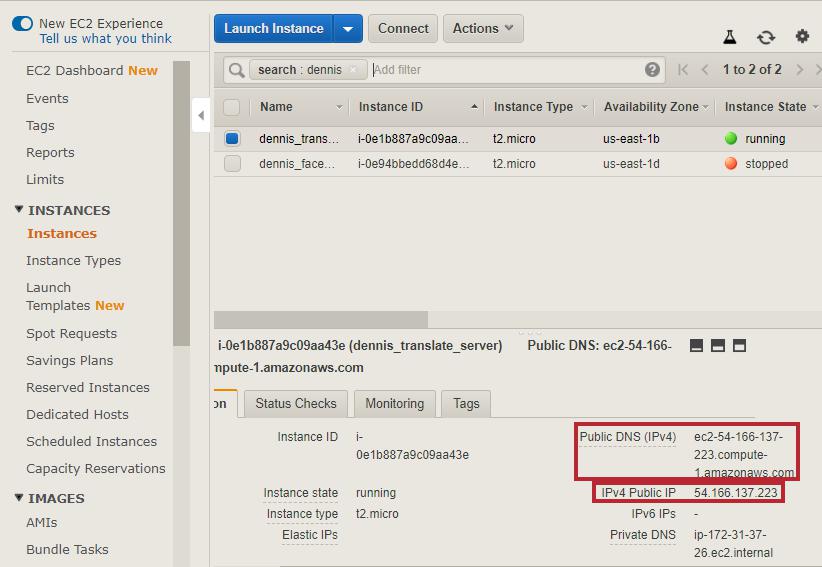 New EC2 Experience
Tell us what you think
EC2 Dashboard New
Events
Tags
Reports
Limits
INSTANCES
Instances
Instance Types
Launch
Templates New
Spot Requests
Savings Plans
Reserved Instances
Dedicated Hosts
Scheduled Instances
Capacity Reservations
IMAGES
AMIs
Bundle Tasks
Launch Instance Connect Actions
search : dennis Add filter 1 to 2 of 2
Name Instance ID Instance Type Availability Zone Instance State
dennis_trans... i-0e1b887a9c09aa... t2.micro us-east-1b running
dennis_face... i-0e94bbedd68d4e... t2.micro us-east-1d stopped
i-0e1b887a9c09aa43e (dennis_translate_server) Public DNS: ec2-54-166-
mpute-1.amazonaws.com
on Status Checks Monitoring Tags
Instance ID i-
0e1b887a9c09aa43e
Public DNS (IPv4) ec2-54-166-137-
223.compute-
1.amazonaws.com
Instance state running IPv4 Public IP 54.166.137.223
Instance type t2.micro IPv6 IPs -
Elastic IPs Private DNS ip-172-31-37-
26.ec2.internal